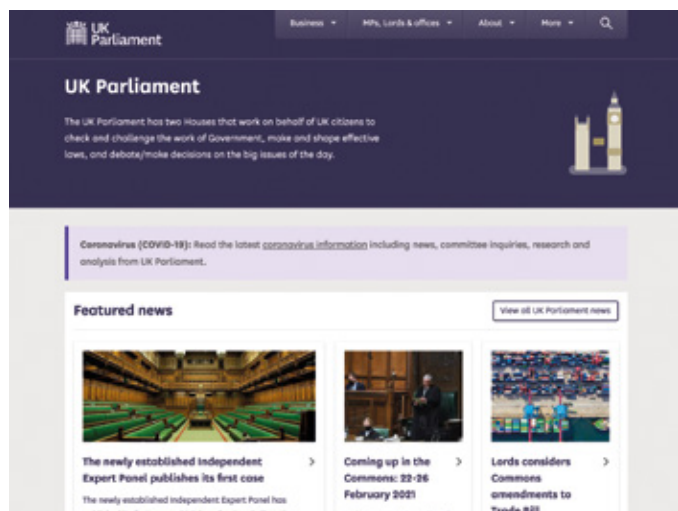 UK
Parliament
Business
MPs, Lords & offices
About
More
UK Parliament
The UK Parliament has two Houses that work on behalf of UK citizens to
check and challenge the work of Government, make and shape effective
laws, and debate/make decisions on the big issues of the day.
Coronavirus (COVID-19): Read the latest coronavirus information including news, committee inquiries, research and
analysis from UK Parliament.
Featured news
View all UK Parliament news
The newly established Independent
Expert Panel publishes its first case
The newly established Independent Expert Panel has
Coming up in the
Commons: 22-26
February 2021
Lords considers
Commons
amendments to
Trade Bill